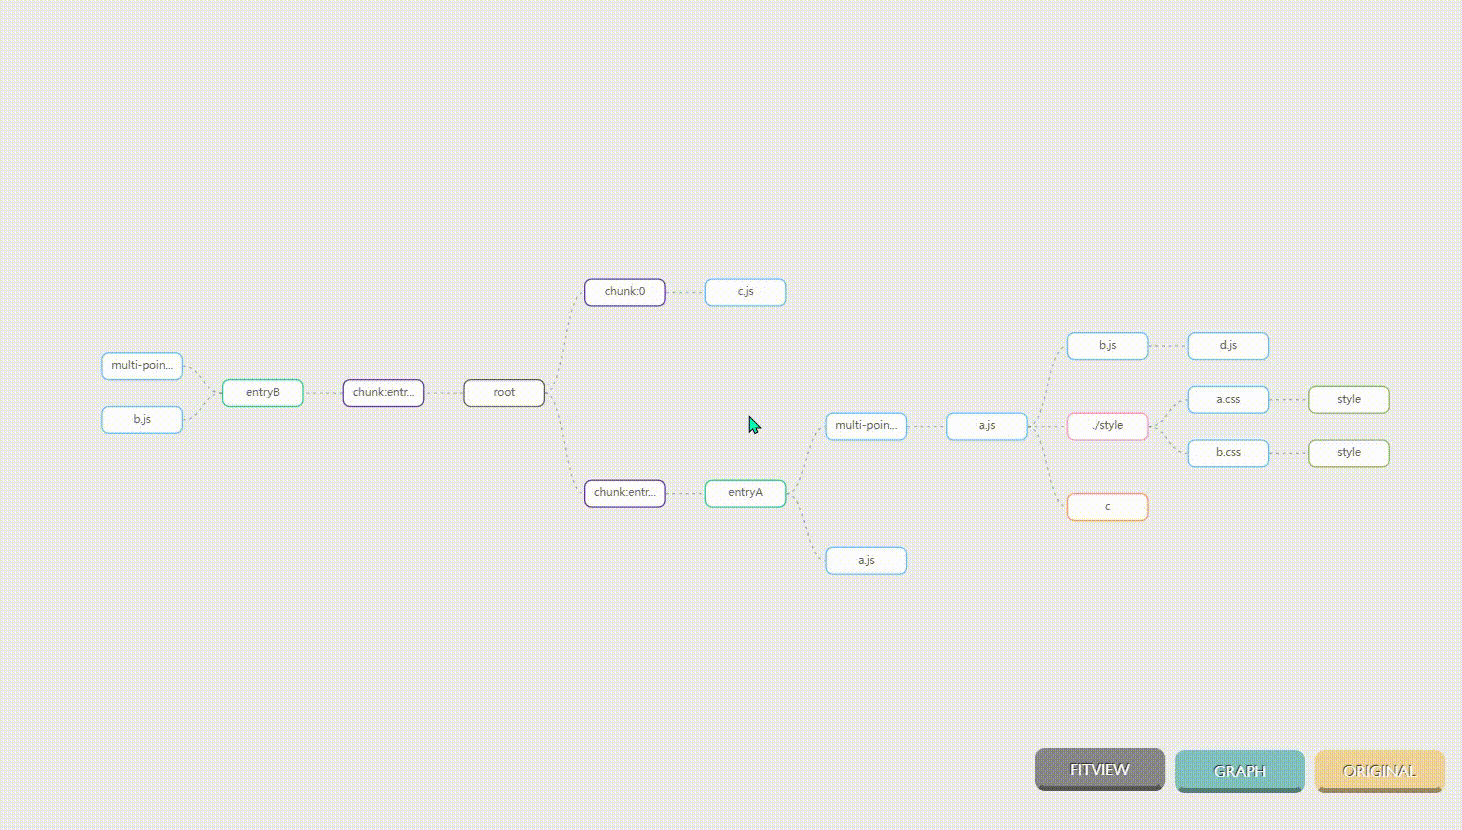 chunk:0
c.js
b.js
d.js
multi-poin...
entryB
chunk:entr...
root
a.css
style
b.js
multi-poin...
a.js
./style
b.css
style
chunk:entr...
entryA
c
a.js
FITVIEW
GRAPH
ORIGINAL